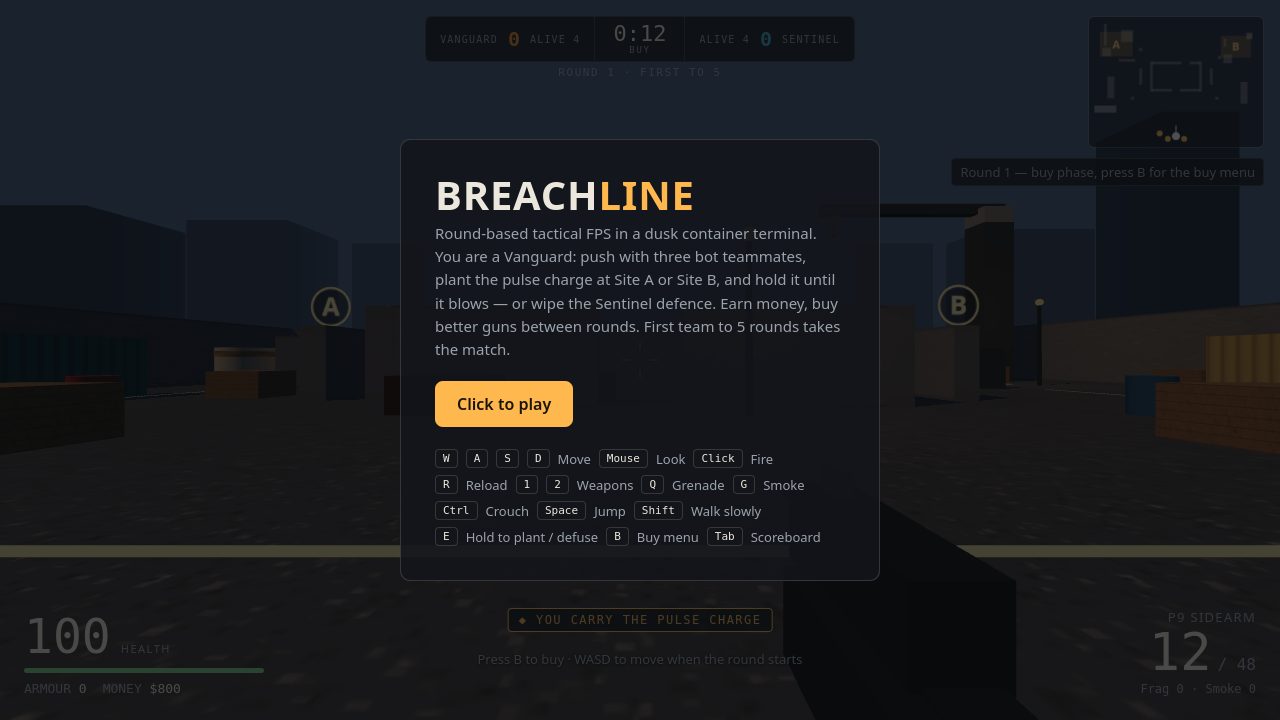 VANGUARD 0 ALIVE 4 0:12 BUY ALIVE 4 0 SENTINEL
ROUND 1 · FIRST TO 5
A B
Round 1 — buy phase, press B for the buy menu
A
B
BREACHLINE
Round-based tactical FPS in a dusk container terminal.
You are a Vanguard: push with three bot teammates,
plant the pulse charge at Site A or Site B, and hold it until
it blows — or wipe the Sentinel defence. Earn money, buy
better guns between rounds. First team to 5 rounds takes
the match.
Click to play
W A S D Move Mouse Look Click Fire
R Reload 1 2 Weapons Q Grenade G Smoke
Ctrl Crouch Space Jump Shift Walk slowly
E Hold to plant / defuse B Buy menu Tab Scoreboard
◆ YOU CARRY THE PULSE CHARGE
Press B to buy · WASD to move when the round starts
100 HEALTH
ARMOUR 0 MONEY $800
P9 SIDEARM
12 / 48
Frag 0 · Smoke 0